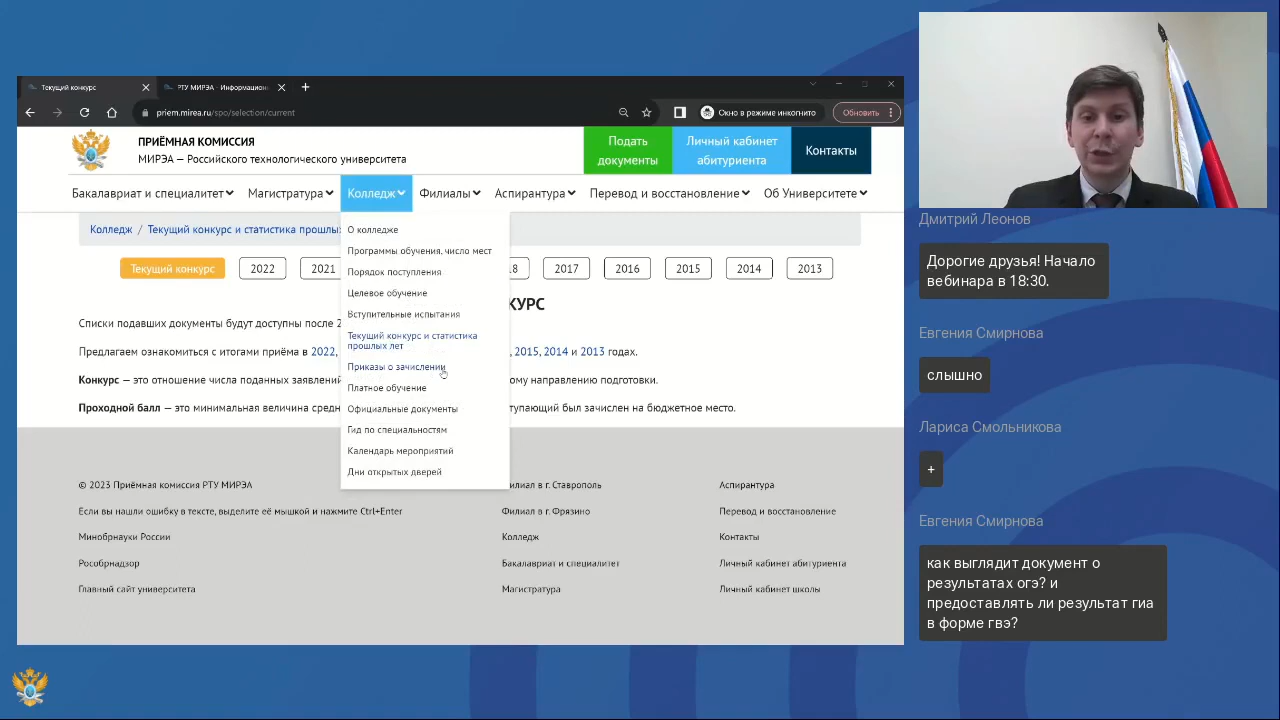 Текущий конкурс
РТУ МИРЭА - Информацион
priem.mirea.ru/spo/selection/current
Окно в режиме инкогнито
Обновить
ПРИЁМНАЯ КОМИССИЯ
МИРЭА — Российского технологического университета
Подать
документы
Личный кабинет
абитуриента
Контакты
Бакалавриат и специалитет
Магистратура
Колледж
Филиалы
Аспирантура
Перевод и восстановление
Об Университете
Колледж / Текущий конкурс и статистика прошлы
Текущий конкурс
2022
2021
18
2017
2016
2015
2014
2013
КУРС
Списки подавших документы будут доступны после 2
Предлагаем ознакомиться с итогами приёма в 2022,
, 2015, 2014 и 2013 годах.
Конкурс — это отношение числа поданных заявлений
ому направлению подготовки.
Проходной балл — это минимальная величина средн
ступающий был зачислен на бюджетное место.
О колледже
Программы обучения, число мест
Порядок поступления
Целевое обучение
Вступительные испытания
Текущий конкурс и статистика
прошлых лет
Приказы о зачислении
Платное обучение
Официальные документы
Гид по специальностям
Календарь мероприятий
Дни открытых дверей
© 2023 Приёмная комиссия РТУ МИРЭА
Если вы нашли ошибку в тексте, выделите её мышкой и нажмите Ctrl+Enter
Минобрнауки России
Рособрнадзор
Главный сайт университета
Филиал в г. Ставрополь
Филиал в г. Фрязино
Колледж
Бакалавриат и специалитет
Магистратура
Аспирантура
Перевод и восстановление
Контакты
Личный кабинет абитуриента
Личный кабинет школы
Дмитрий Леонов
Дорогие друзья! Начало
вебинара в 18:30.
Евгения Смирнова
слышно
Лариса Смольникова
+
Евгения Смирнова
как выглядит документ о
результатах огэ? и
предоставлять ли результат гиа
в форме гвэ?